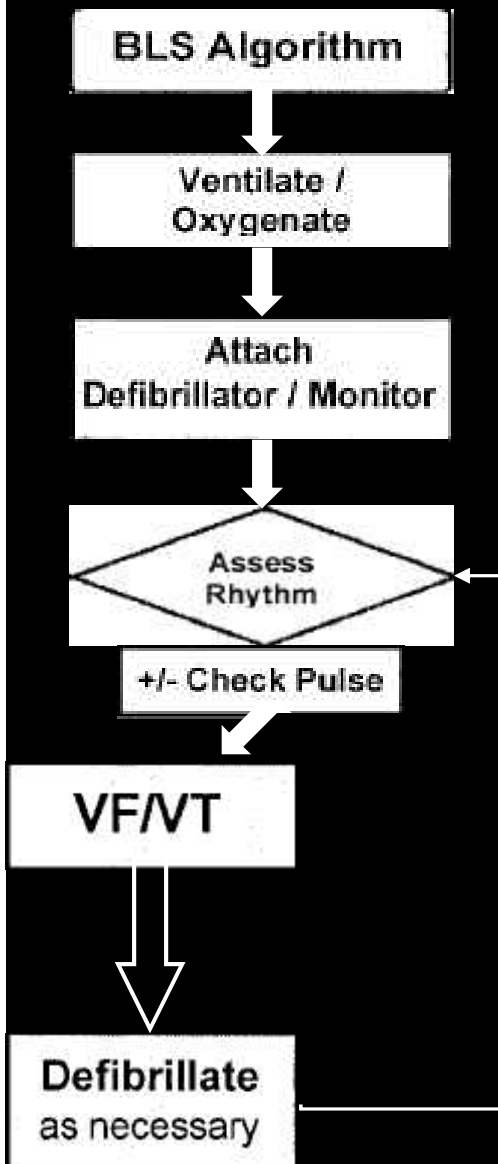 BLS Algorithm
Ventilate /
Oxygenate
Attach
Defibrillator / Monitor
Assess
Rhythm
+/- Check Pulse
VF/VT
Defibrillate
as necessary